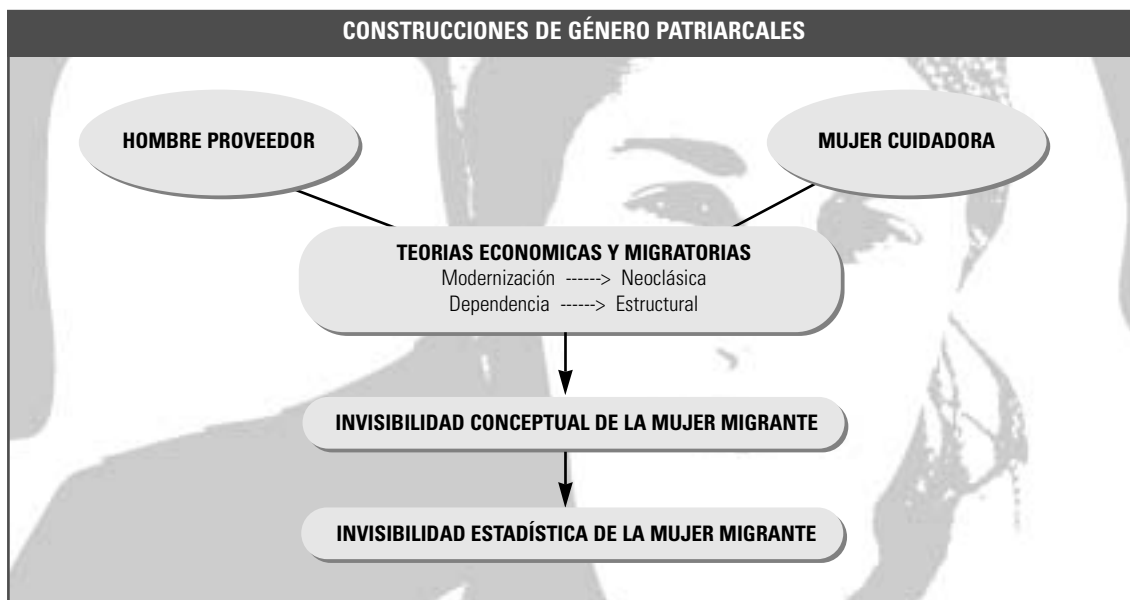 CONSTRUCCIONES DE GÉNERO PATRIARCALES
HOMBRE PROVEEDOR
MUJER CUIDADORA
TEORIAS ECONOMICAS Y MIGRATORIAS
Modernización ------> Neoclásica
Dependencia ------> Estructural
INVISIBILIDAD CONCEPTUAL DE LA MUJER MIGRANTE
INVISIBILIDAD ESTADÍSTICA DE LA MUJER MIGRANTE